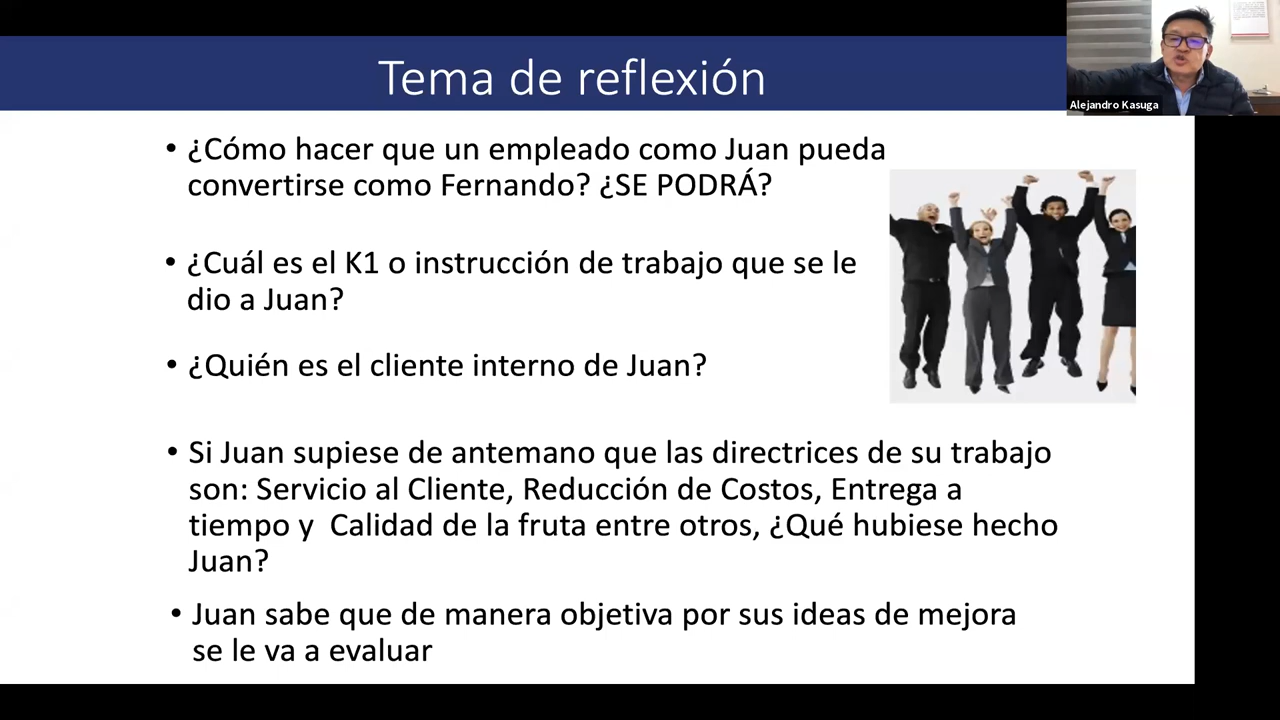 Tema de reflexión
Alejandro Kasuga
• ¿Cómo hacer que un empleado como Juan pueda
convertirse como Fernando? ¿SE PODRÁ?
• ¿Cuál es el K1 o instrucción de trabajo que se le
dio a Juan?
• ¿Quién es el cliente interno de Juan?
• Si Juan supiese de antemano que las directrices de su trabajo
son: Servicio al Cliente, Reducción de Costos, Entrega a
tiempo y  Calidad de la fruta entre otros, ¿Qué hubiese hecho
Juan?
• Juan sabe que de manera objetiva por sus ideas de mejora
se le va a evaluar